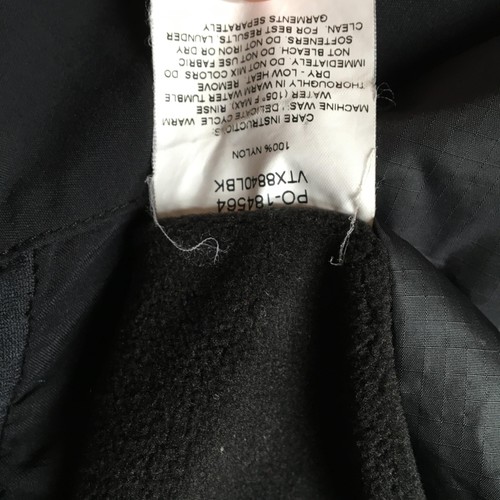 PO-184564
VTX8840LBK
100% NYLON
CARE INSTRUCTIONS:
MACHINE WASH DELICATE CYCLE WARM
WATER (105° F MAX) RINSE
THOROUGHLY IN WARM WATER TUMBLE
DRY - LOW HEAT, REMOVE
IMMEDIATELY. DO NOT MIX COLORS DO
NOT BLEACH. DO NOT USE FABRIC
SOFTENERS. DO NOT IRON OR DRY
CLEAN. FOR BEST RESULTS, LAUNDER
GARMENTS SEPARATELY